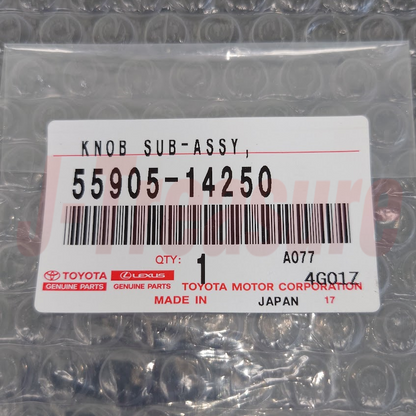 KNOB SUB-ASSY,
55905-14250
QTY: 1 A077
TOYOTA LEXUS 4G017
GENUINE PARTS GENUINE PARTS TOYOTA MOTOR CORPORATION
MADE IN JAPAN 17
J-Treasure